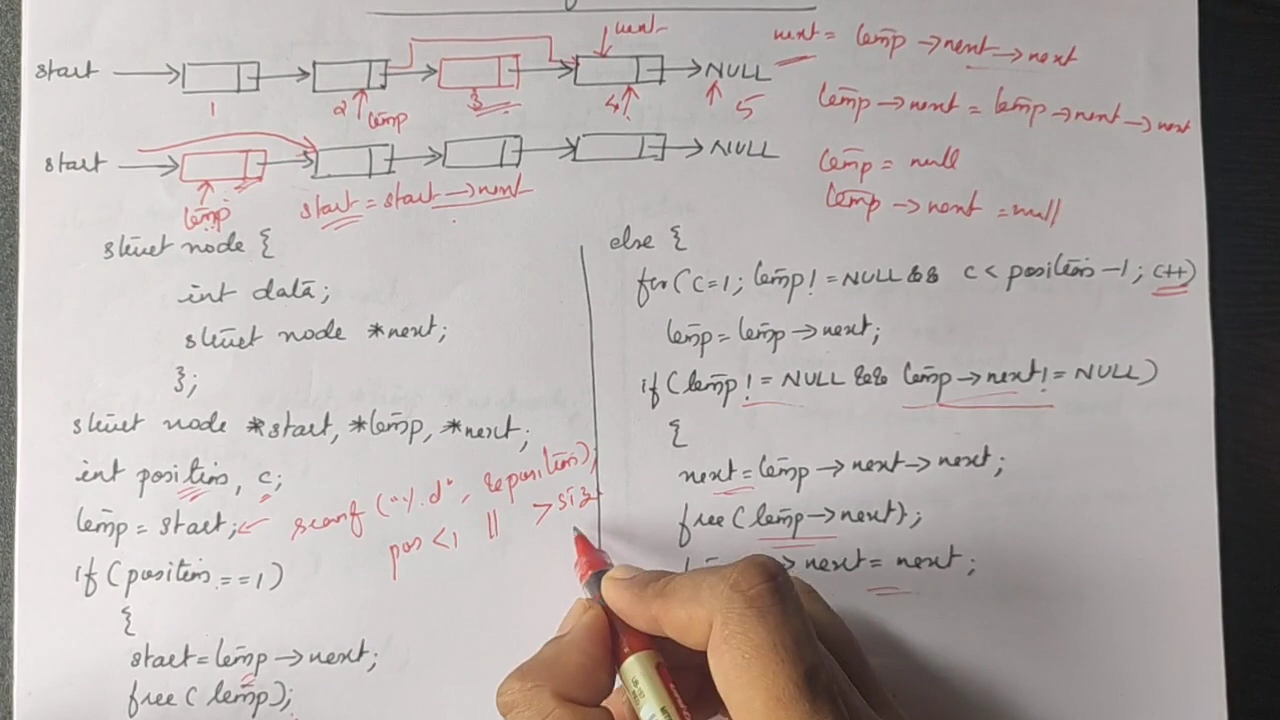 start
1 2 3 4 NULL 5
temp next
next = temp → next → next
temp → next = temp → next → next
temp = null
temp → next = null
start NULL
temp
start = start → next
struct node {
int data;
struct node *next;
};
struct node *start, *temp, *next;
int position, c;
temp = start; ← scanf ("%d", &position);
pos < 1 || > siz
if (position == 1)
{
start = temp → next;
free (temp);
else {
for (c=1; temp != NULL && c < position - 1; c++)
temp = temp → next;
if (temp != NULL && temp → next != NULL)
{
next = temp → next → next;
free (temp → next);
→ next = next;